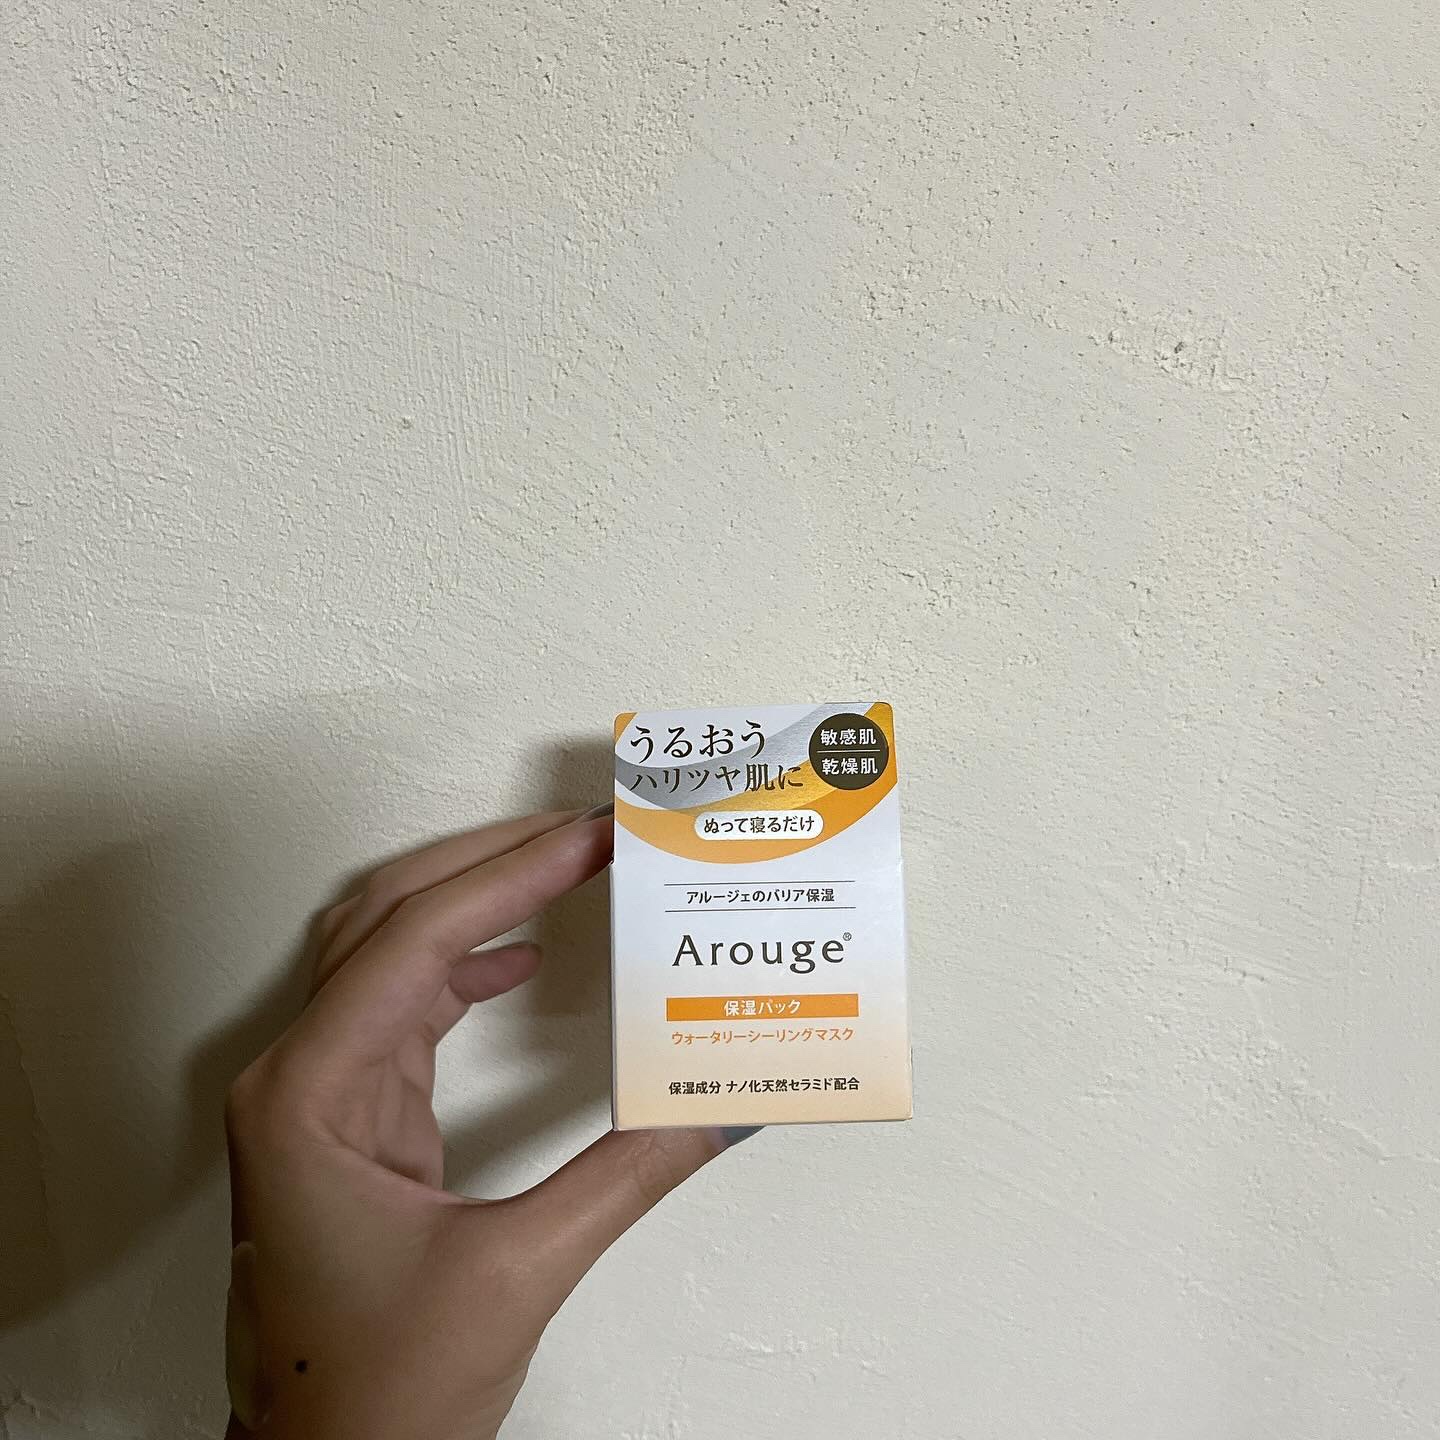 うるおう
ハリツヤ肌に
敏感肌
乾燥肌
ぬって寝るだけ
アルージェのバリア保湿
Arouge®
保湿パック
ウォータリーシーリングマスク
保湿成分 ナノ化天然セラミド配合